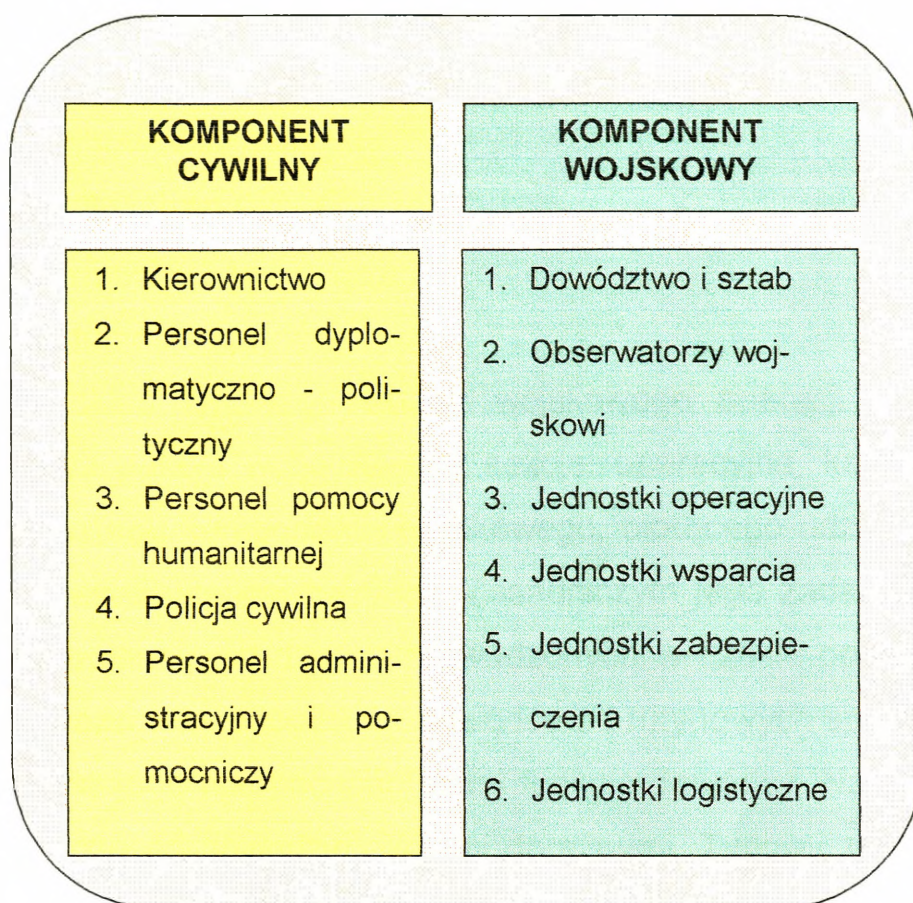 KOMPONENT
CYWILNY
1. Kierownictwo
2. Personel dyplo-
matyczno - poli-
tyczny
3. Personel pomocy
humanitarnej
4. Policja cywilna
5. Personel admini-
stracyjny i po-
mocniczy
KOMPONENT
WOJSKOWY
1. Dowództwo i sztab
2. Obserwatorzy woj-
skowi
3. Jednostki operacyjne
4. Jednostki wsparcia
5. Jednostki zabezpie-
czenia
6. Jednostki logistyczne